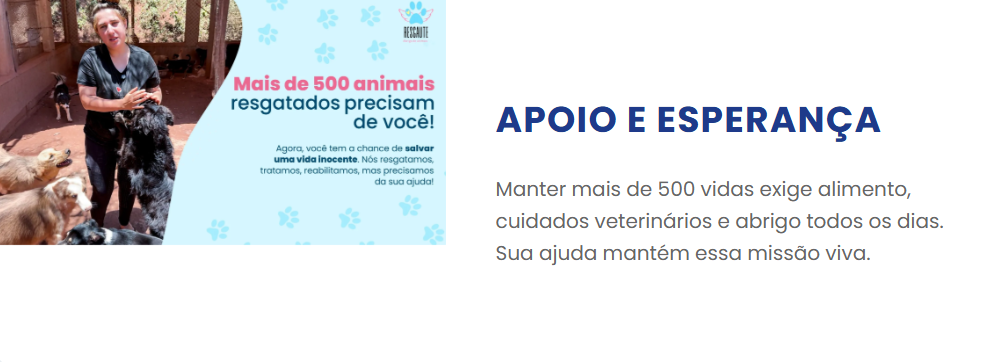 RESGATE
Mais de 500 animais
resgatados precisam
de você!
Agora, você tem a chance de salvar
uma vida inocente. Nós resgatamos,
tratamos, reabilitamos, mas precisamos
da sua ajuda!
APOIO E ESPERANÇA
Manter mais de 500 vidas exige alimento,
cuidados veterinários e abrigo todos os dias.
Sua ajuda mantém essa missão viva.